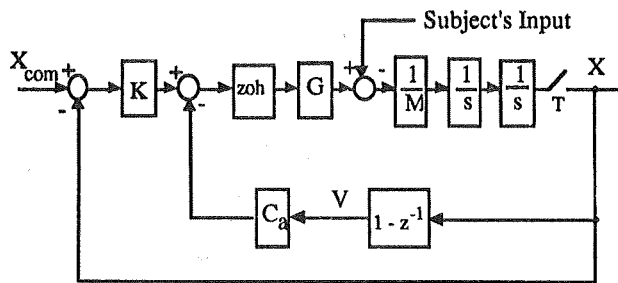 Subject's Input
X_com + - K + - zoh G + - 1/M 1/s 1/s T X
C_a V 1 - z^-1